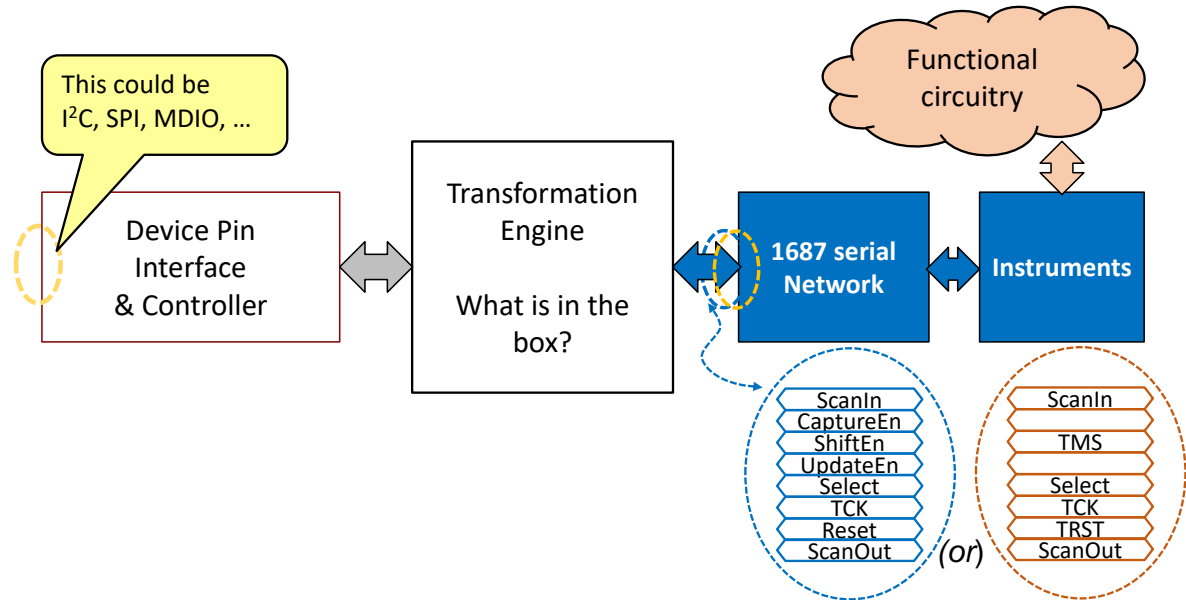 This could be
I²C, SPI, MDIO, …
Functional
circuitry
Device Pin
Interface
& Controller
Transformation
Engine
What is in the
box?
1687 serial
Network
Instruments
ScanIn
CaptureEn
ShiftEn
UpdateEn
Select
TCK
Reset
ScanOut
(or)
ScanIn
TMS
Select
TCK
TRST
ScanOut